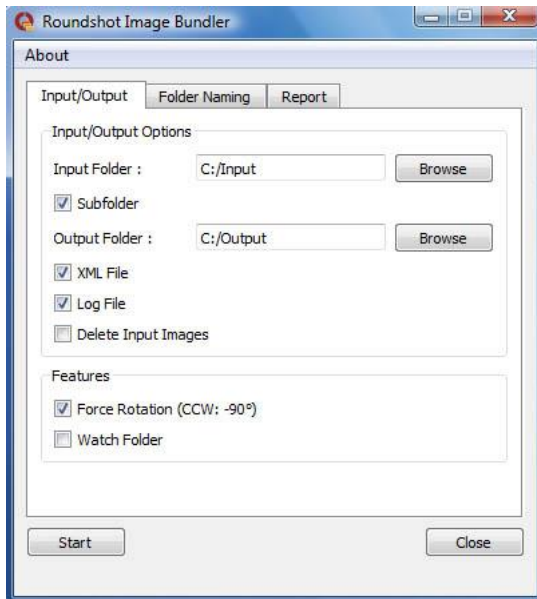 Roundshot Image Bundler
About
Input/Output Folder Naming Report
Input/Output Options
Input Folder : C:/Input Browse
Subfolder
Output Folder : C:/Output Browse
XML File
Log File
Delete Input Images
Features
Force Rotation (CCW: -90°)
Watch Folder
Start Close